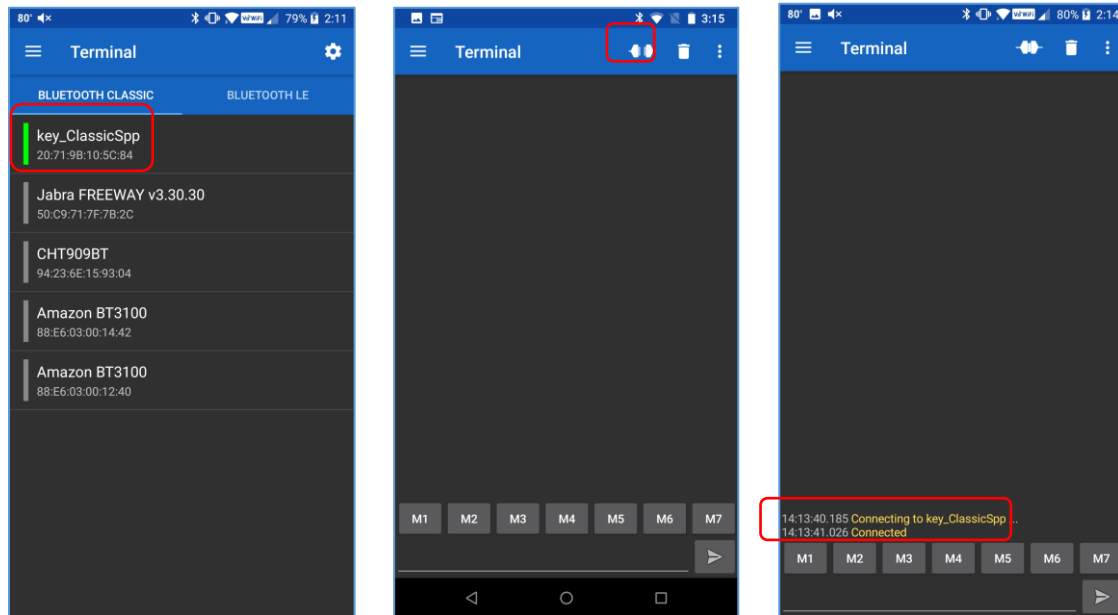 80° 79% 2:11
Terminal
BLUETOOTH CLASSIC BLUETOOTH LE
key_ClassicSpp
20:71:9B:10:5C:84
Jabra FREEWAY v3.30.30
50:C9:71:7F:7B:2C
CHT909BT
94:23:6E:15:93:04
Amazon BT3100
88:E6:03:00:14:42
Amazon BT3100
88:E6:03:00:12:40
3:15
Terminal
M1 M2 M3 M4 M5 M6 M7
80° 80% 2:14
Terminal
14:13:40.185 Connecting to key_ClassicSpp ...
14:13:41.026 Connected
M1 M2 M3 M4 M5 M6 M7